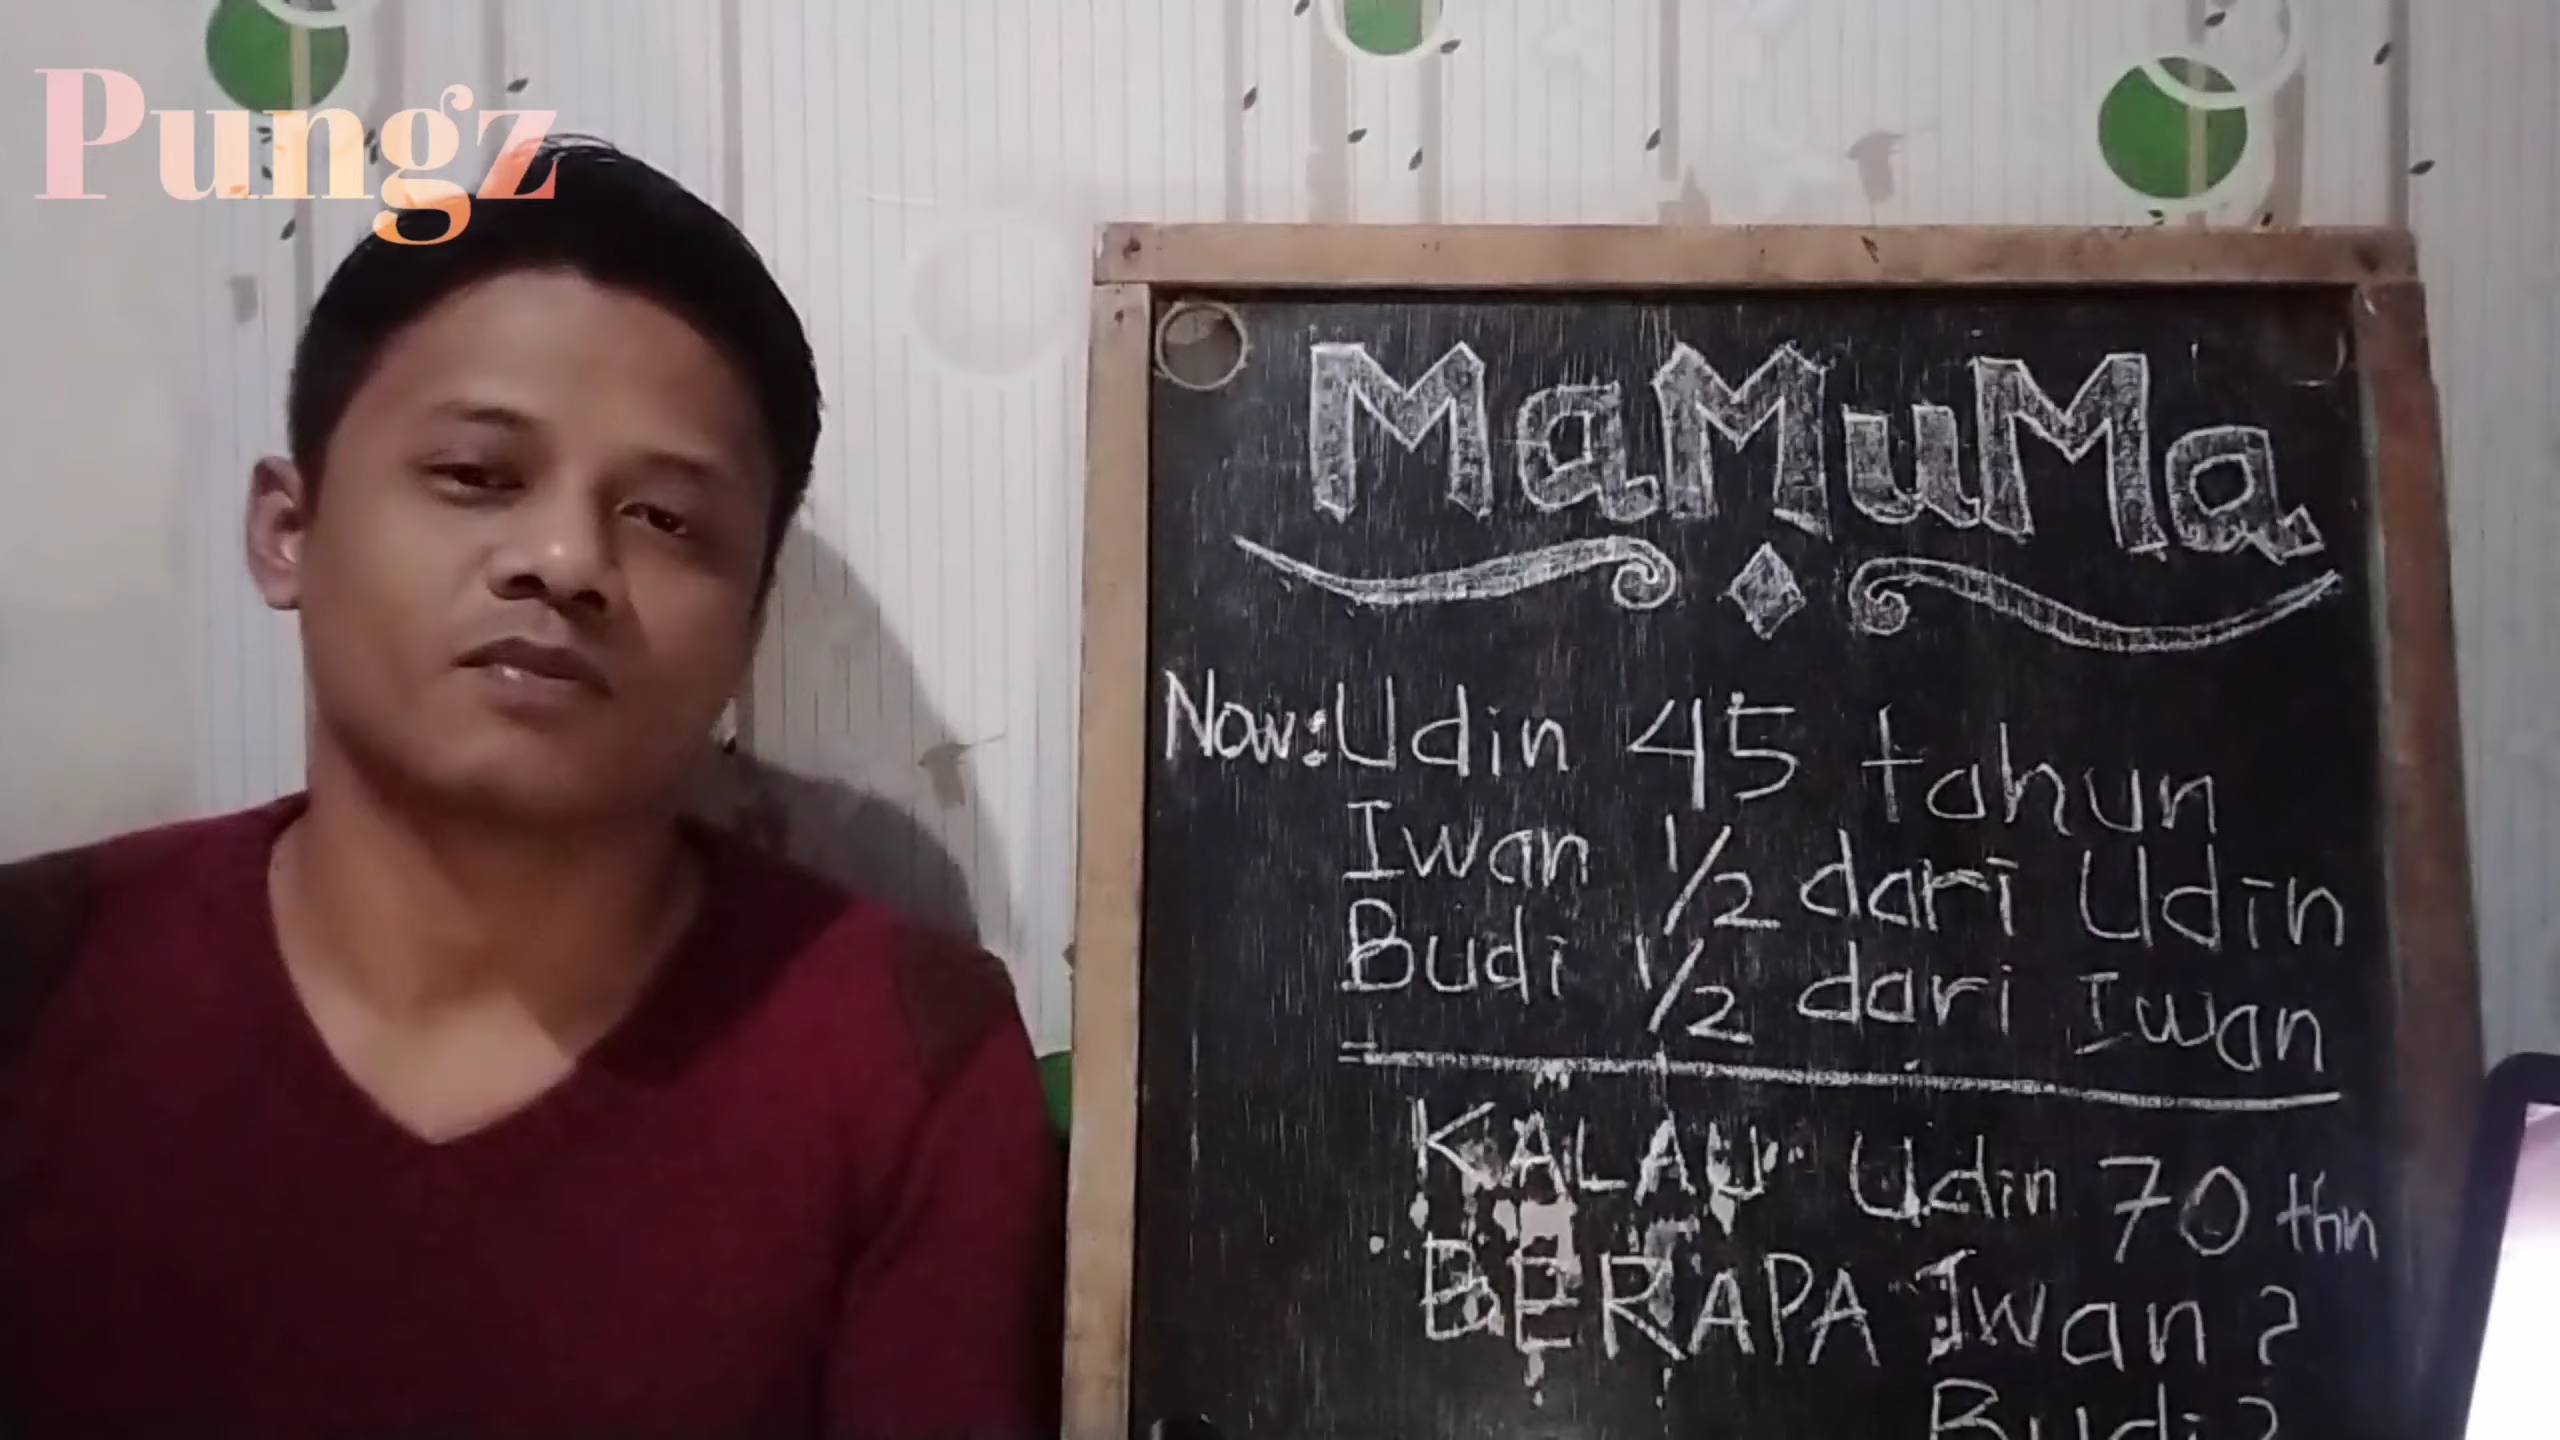 Pungz
MaMuMa
Now: Udin 45 tahun
Iwan 1/2 dari Udin
Budi 1/2 dari Iwan
KALAU Udin 70 thn
BERAPA Iwan ?
Budi ?